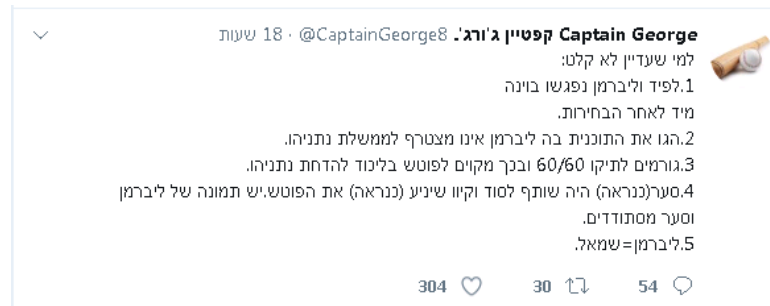 Captain George קפטיין ג'ורג'. @CaptainGeorge8 · 18 שעות
למי שעדיין לא קלט:
1.לפיד וליברמן נפגשו בוינה
מיד לאחר הבחירות.
2.הגו את התוכנית בה ליברמן אינו מצטרף לממשלת נתניהו.
3.גורמים לתיקו 60/60 ובכך מקוים לפוטש בליכוד להדחת נתניהו.
4.סער(כנראה) היה שותף לסוד וקיוו שיניע (כנראה) את הפוטש.יש תמונה של ליברמן
וסער מסתודדים.
5.ליברמן=שמאל.
54 30 304